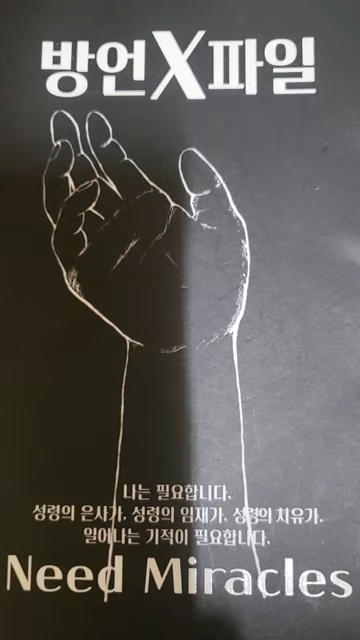 방언X파일
나는 필요합니다.
성령의 은사가, 성령의 임재가, 성령의 치유가,
일어나는 기적이 필요합니다.
Need Miracles